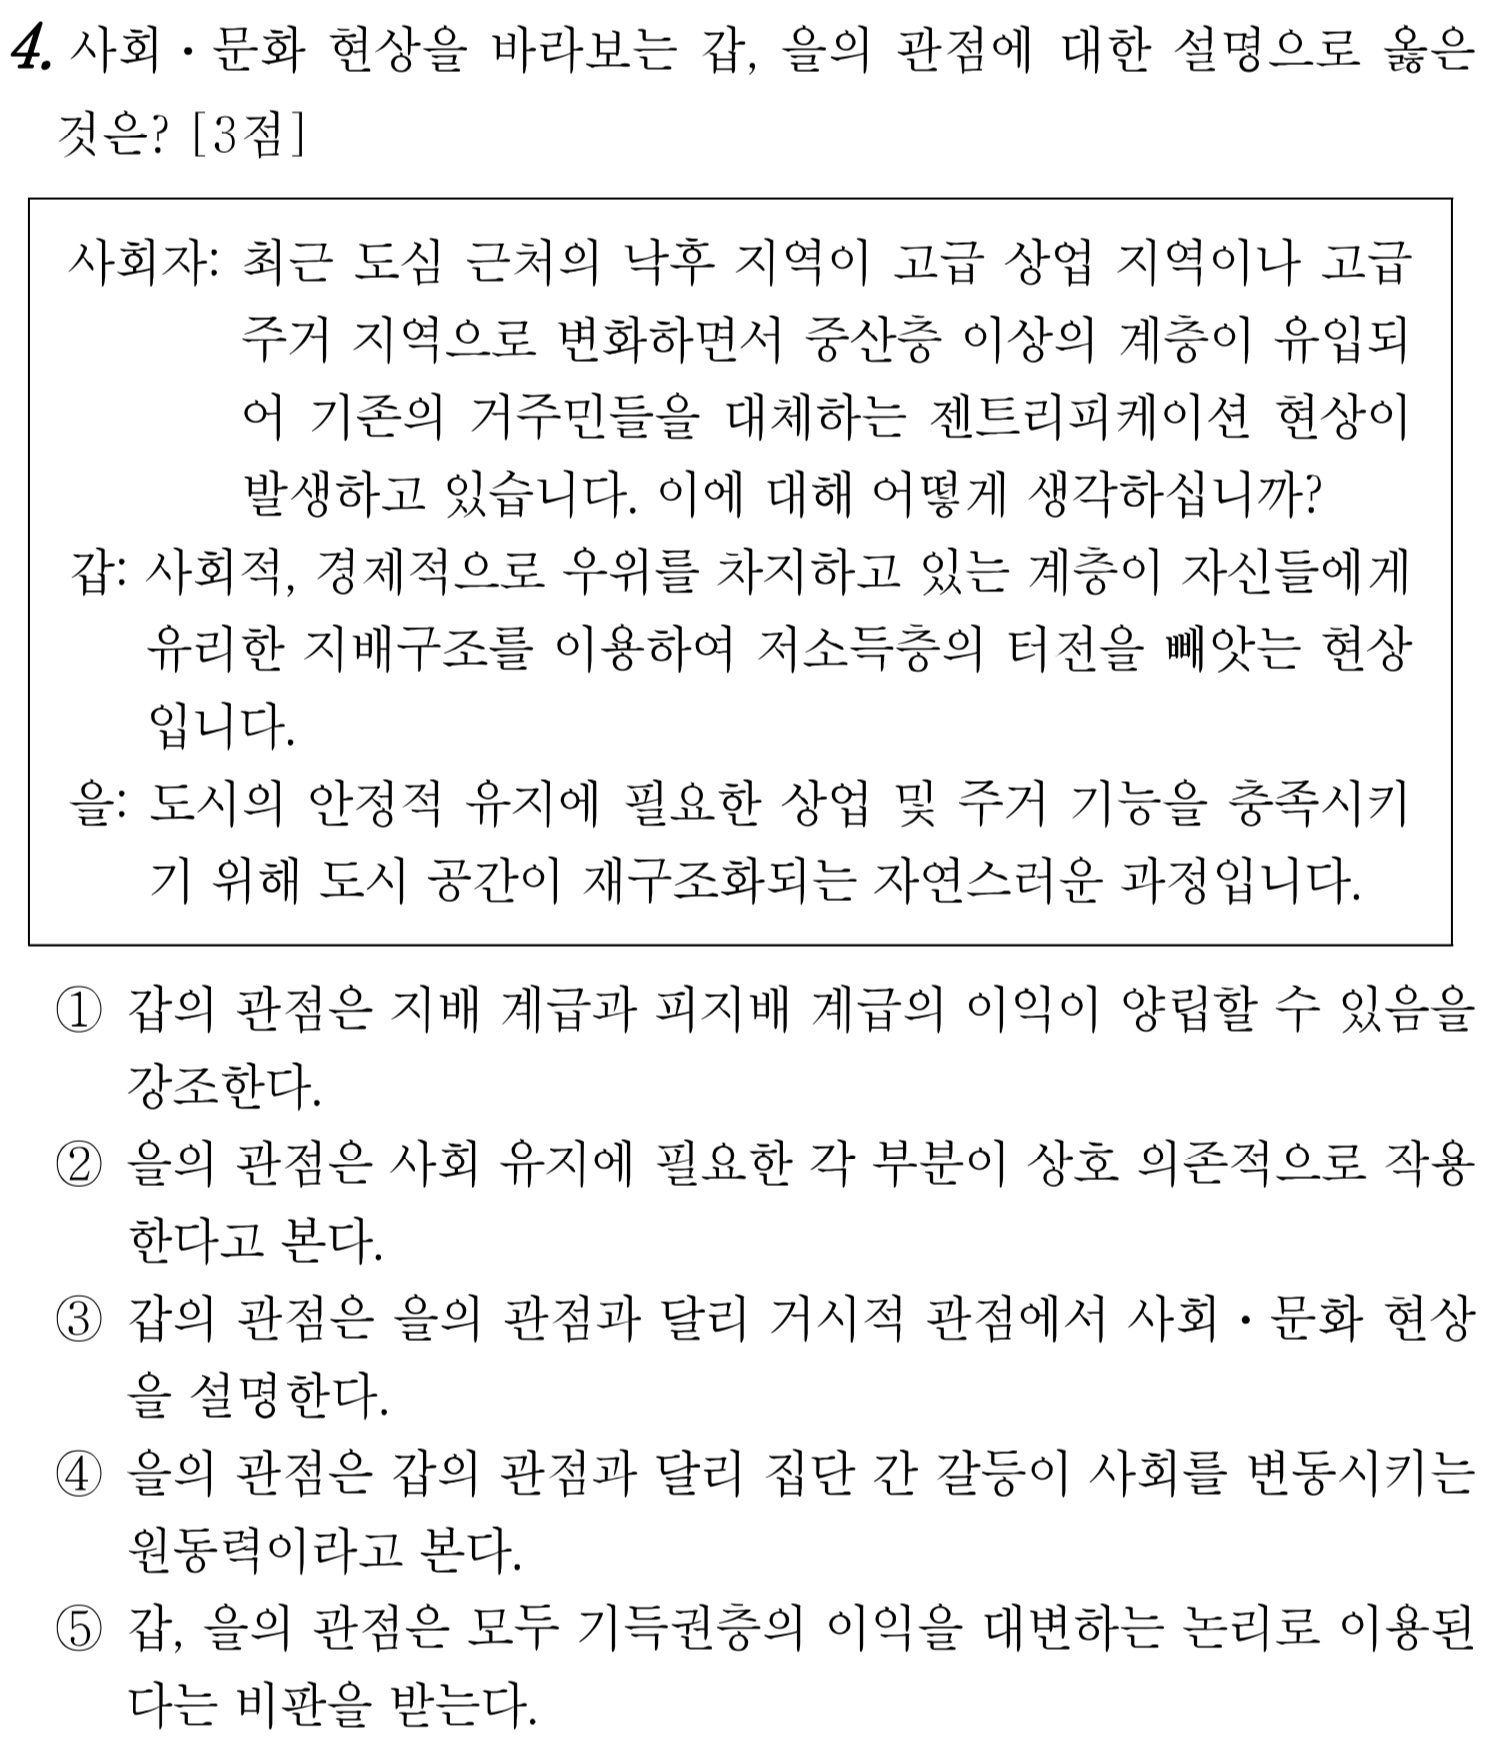 4. 사회・문화 현상을 바라보는 갑, 을의 관점에 대한 설명으로 옳은
것은? [3점]
사회자: 최근 도심 근처의 낙후 지역이 고급 상업 지역이나 고급
주거 지역으로 변화하면서 중산층 이상의 계층이 유입되
어 기존의 거주민들을 대체하는 젠트리피케이션 현상이
발생하고 있습니다. 이에 대해 어떻게 생각하십니까?
갑: 사회적, 경제적으로 우위를 차지하고 있는 계층이 자신들에게
유리한 지배구조를 이용하여 저소득층의 터전을 빼앗는 현상
입니다.
을: 도시의 안정적 유지에 필요한 상업 및 주거 기능을 충족시키
기 위해 도시 공간이 재구조화되는 자연스러운 과정입니다.
① 갑의 관점은 지배 계급과 피지배 계급의 이익이 양립할 수 있음을
강조한다.
② 을의 관점은 사회 유지에 필요한 각 부분이 상호 의존적으로 작용
한다고 본다.
③ 갑의 관점은 을의 관점과 달리 거시적 관점에서 사회・문화 현상
을 설명한다.
④ 을의 관점은 갑의 관점과 달리 집단 간 갈등이 사회를 변동시키는
원동력이라고 본다.
⑤ 갑, 을의 관점은 모두 기득권층의 이익을 대변하는 논리로 이용된
다는 비판을 받는다.